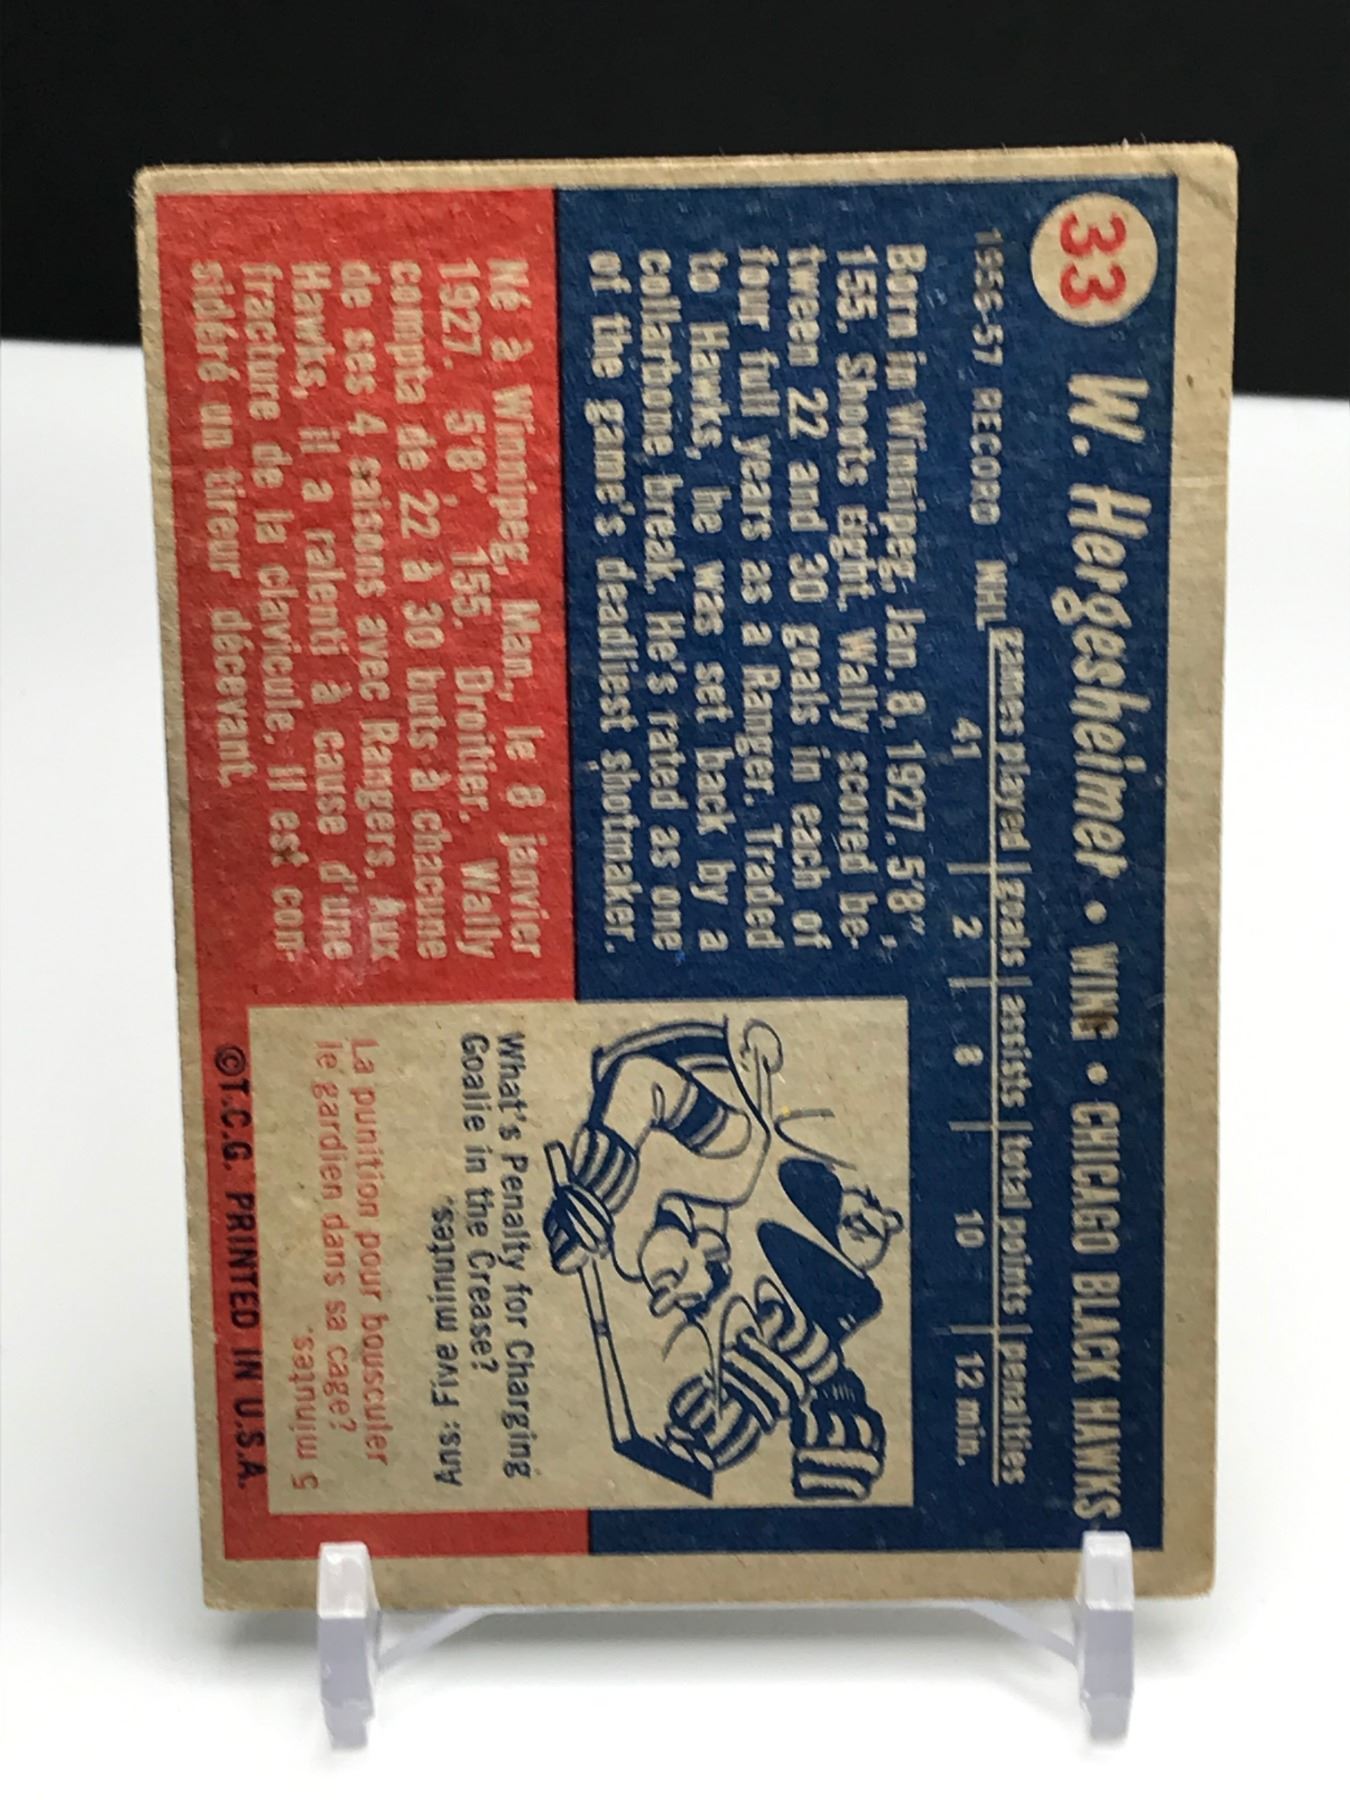 33 W. Hergesheimer • WING • CHICAGO BLACK HAWKS
1956-57 RECORD NHL games played goals assists total points penalties
41 2 8 10 12 min.
Born in Winnipeg, Jan. 8, 1927. 5'8",
155. Shoots right. Wally scored be-
tween 22 and 30 goals in each of
four full years as a Ranger. Traded
to Hawks, he was set back by a
collarbone break. He's rated as one
of the game's deadliest shotmaker.
Né à Winnipeg, Man., le 8 janvier
1927. 5'8" 155. Droitier. Wally
compta de 22 à 30 buts à chacune
de ses 4 saisons avec Rangers. Aux
Hawks, il a ralenti à cause d'une
fracture de la clavicule. Il est con-
sidéré un tireur décevant.
What's Penalty for Charging
Goalie in the Crease?
Ans: Five minutes.
La punition pour bousculer
le gardien dans sa cage?
5 minutes.
©T.C.G. PRINTED IN U.S.A.